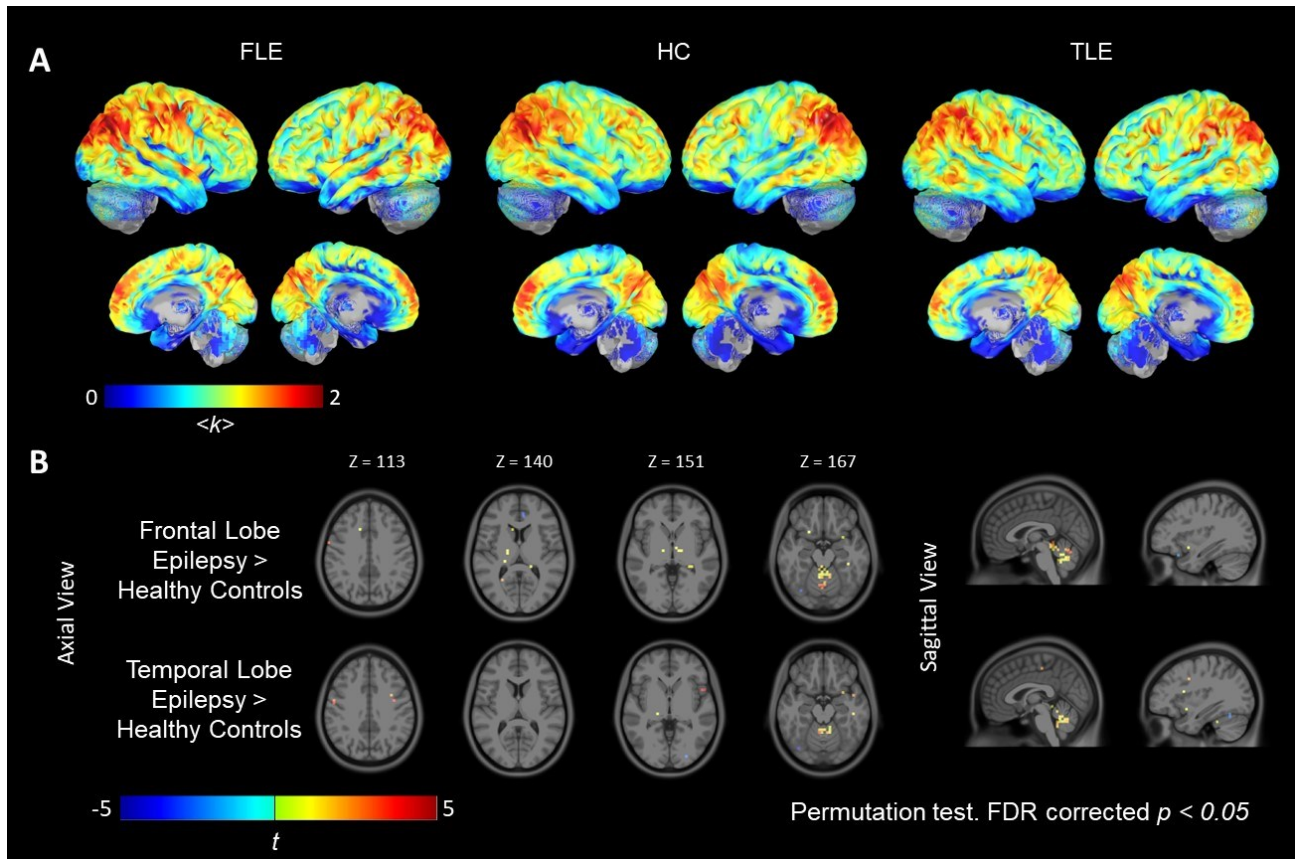 A
FLE
HC
TLE
0
2
<k>
B
Z = 113
Z = 140
Z = 151
Z = 167
Axial View
Frontal Lobe
Epilepsy >
Healthy Controls
Sagittal View
Temporal Lobe
Epilepsy >
Healthy Controls
-5
5
t
Permutation test. FDR corrected p < 0.05